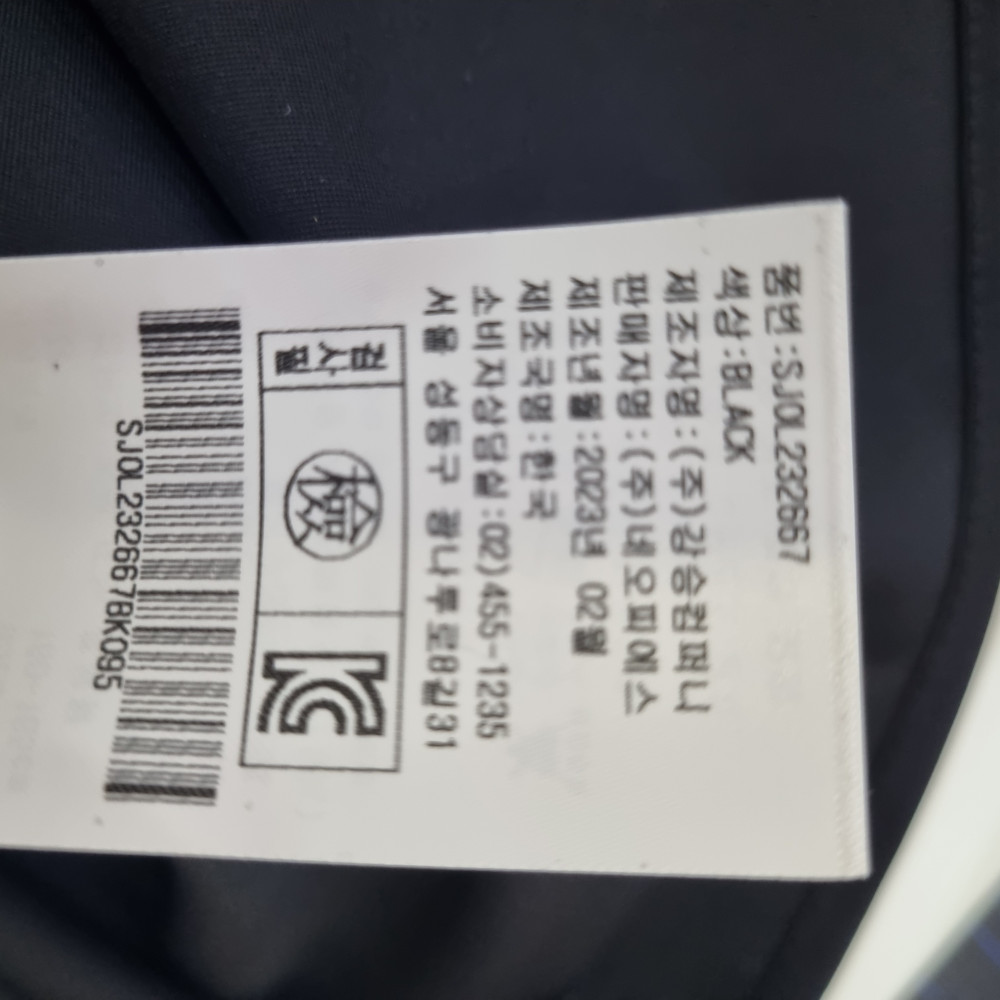 품번:SJOL232667
색상:BLACK
제조자명:(주)강승컴퍼니
판매자명:(주)네오피에스
제조년월:2023년 02월
제조국명:한국
소비자상담실:02)455-1235
서울 성동구 광나루로8길31
검사필
檢
KC
SJOL232667BK095